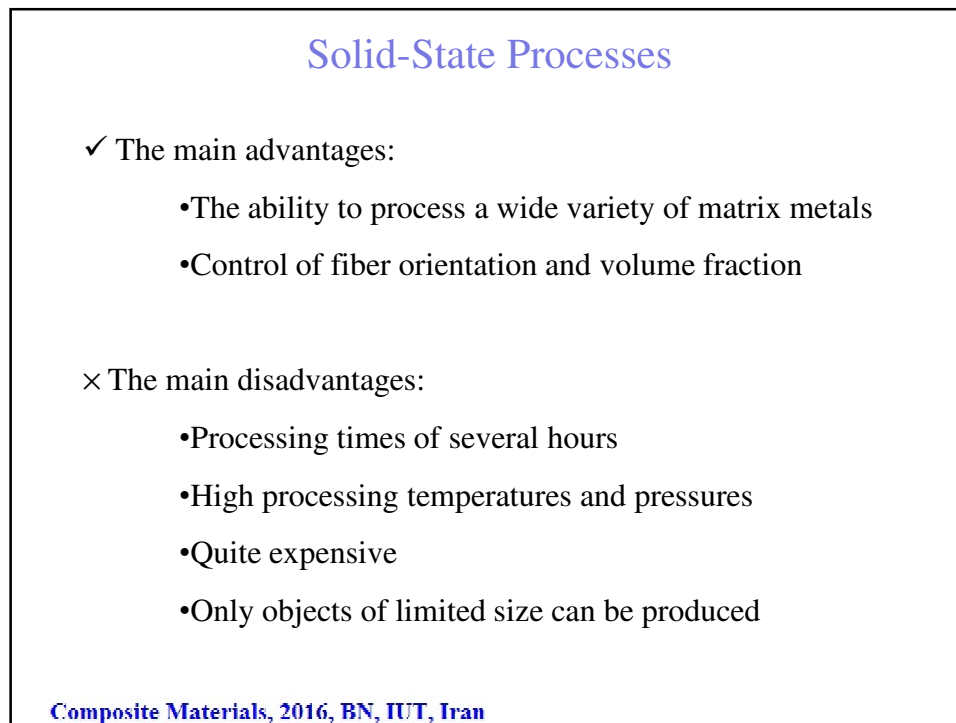 Solid-State Processes
✓ The main advantages:
•The ability to process a wide variety of matrix metals
•Control of fiber orientation and volume fraction
× The main disadvantages:
•Processing times of several hours
•High processing temperatures and pressures
•Quite expensive
•Only objects of limited size can be produced
Composite Materials, 2016, BN, IUT, Iran